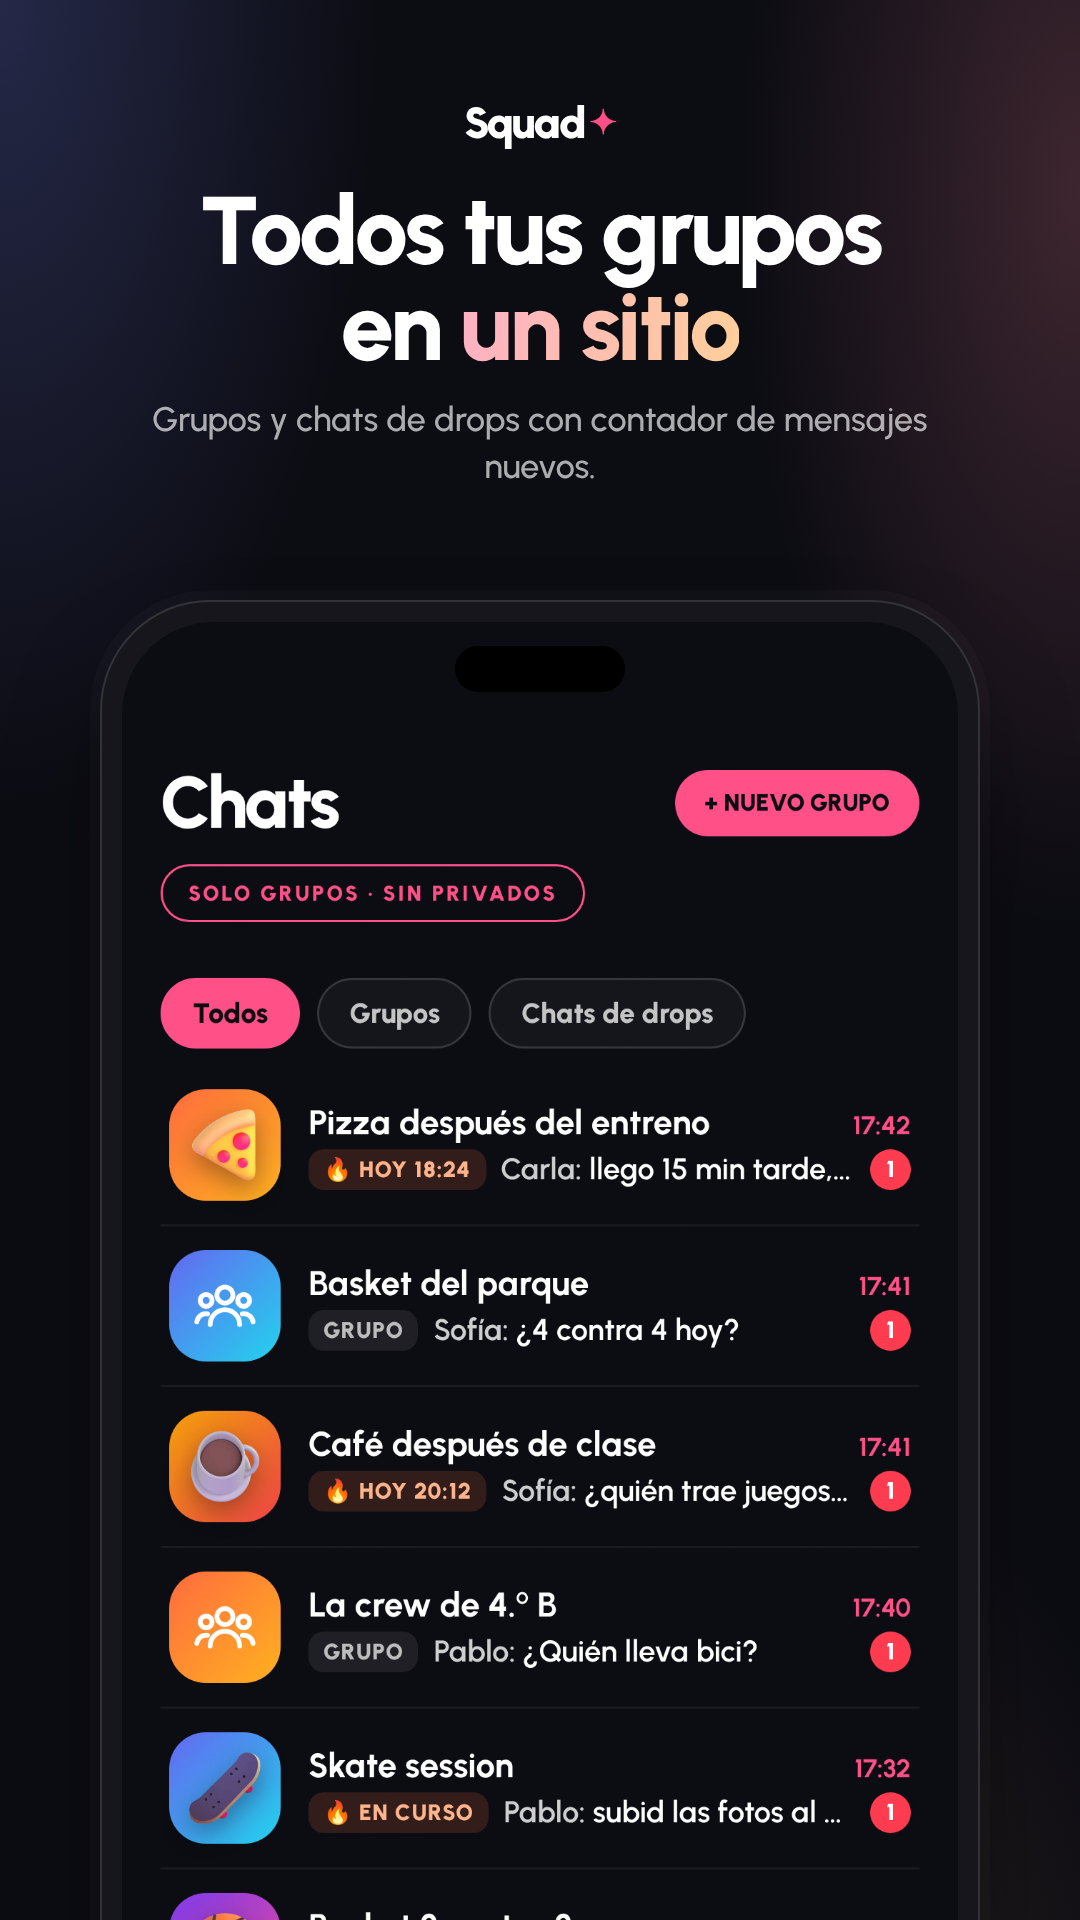 Squad
Todos tus grupos
en un sitio
Grupos y chats de drops con contador de mensajes
nuevos.
Chats
+ NUEVO GRUPO
SOLO GRUPOS · SIN PRIVADOS
Todos
Grupos
Chats de drops
Pizza después del entreno
17:42
HOY 18:24
Carla: llego 15 min tarde,...
1
Basket del parque
17:41
GRUPO
Sofía: ¿4 contra 4 hoy?
1
Café después de clase
17:41
HOY 20:12
Sofía: ¿quién trae juegos...
1
La crew de 4.º B
17:40
GRUPO
Pablo: ¿Quién lleva bici?
1
Skate session
17:32
EN CURSO
Pablo: subid las fotos al ...
1